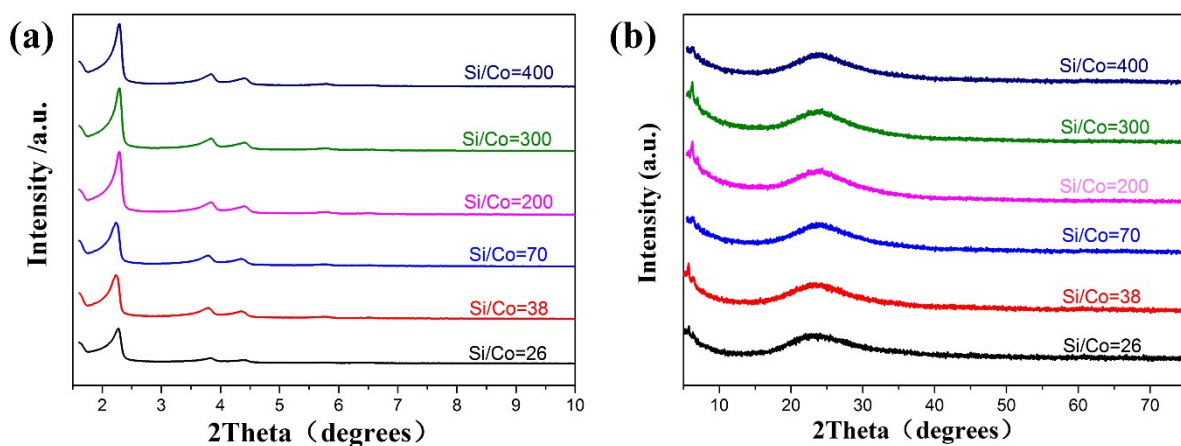 (a)
Intensity /a.u.
Si/Co=400
Si/Co=300
Si/Co=200
Si/Co=70
Si/Co=38
Si/Co=26
2 3 4 5 6 7 8 9 10
2Theta（degrees）
(b)
Intensity (a.u.)
Si/Co=400
Si/Co=300
Si/Co=200
Si/Co=70
Si/Co=38
Si/Co=26
10 20 30 40 50 60 70
2Theta（degrees）